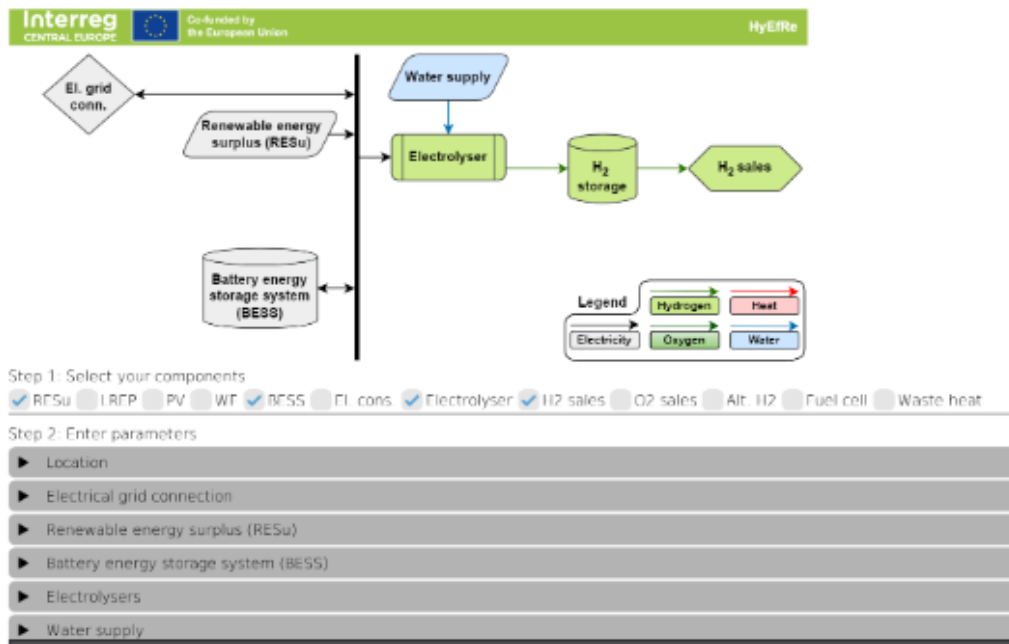 Interreg
CENTRAL EUROPE
Co-funded by
the European Union
HyEfRe
El. grid
conn.
Renewable energy
surplus (RESu)
Water supply
Electrolyser
H₂
storage
H₂ sales
Battery energy
storage system
(BESS)
Legend
Hydrogen
Heat
Electricity
Oxygen
Water
Step 1: Select your components
RESu LREP PV WF BESS El. cons. Electrolyser H2 sales O2 sales Alt. H2 Fuel cell Waste heat
Step 2: Enter parameters
Location
Electrical grid connection
Renewable energy surplus (RESu)
Battery energy storage system (BESS)
Electrolysers
Water supply